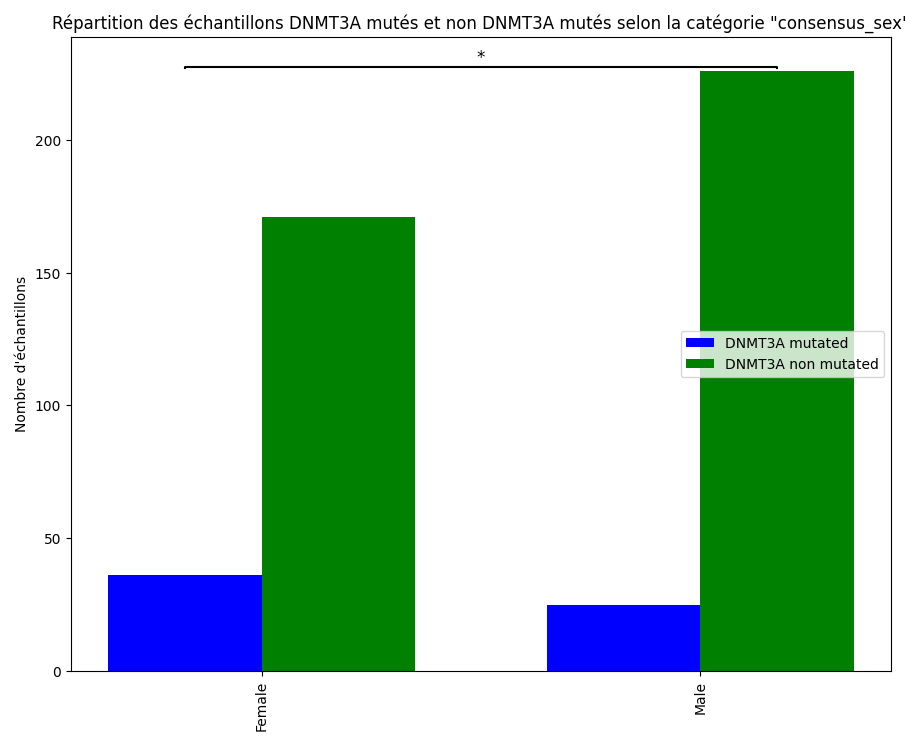 Répartition des échantillons DNMT3A mutés et non DNMT3A mutés selon la catégorie "consensus_sex"
*
200
150
100
50
0
Nombre d'échantillons
DNMT3A mutated
DNMT3A non mutated
Female
Male